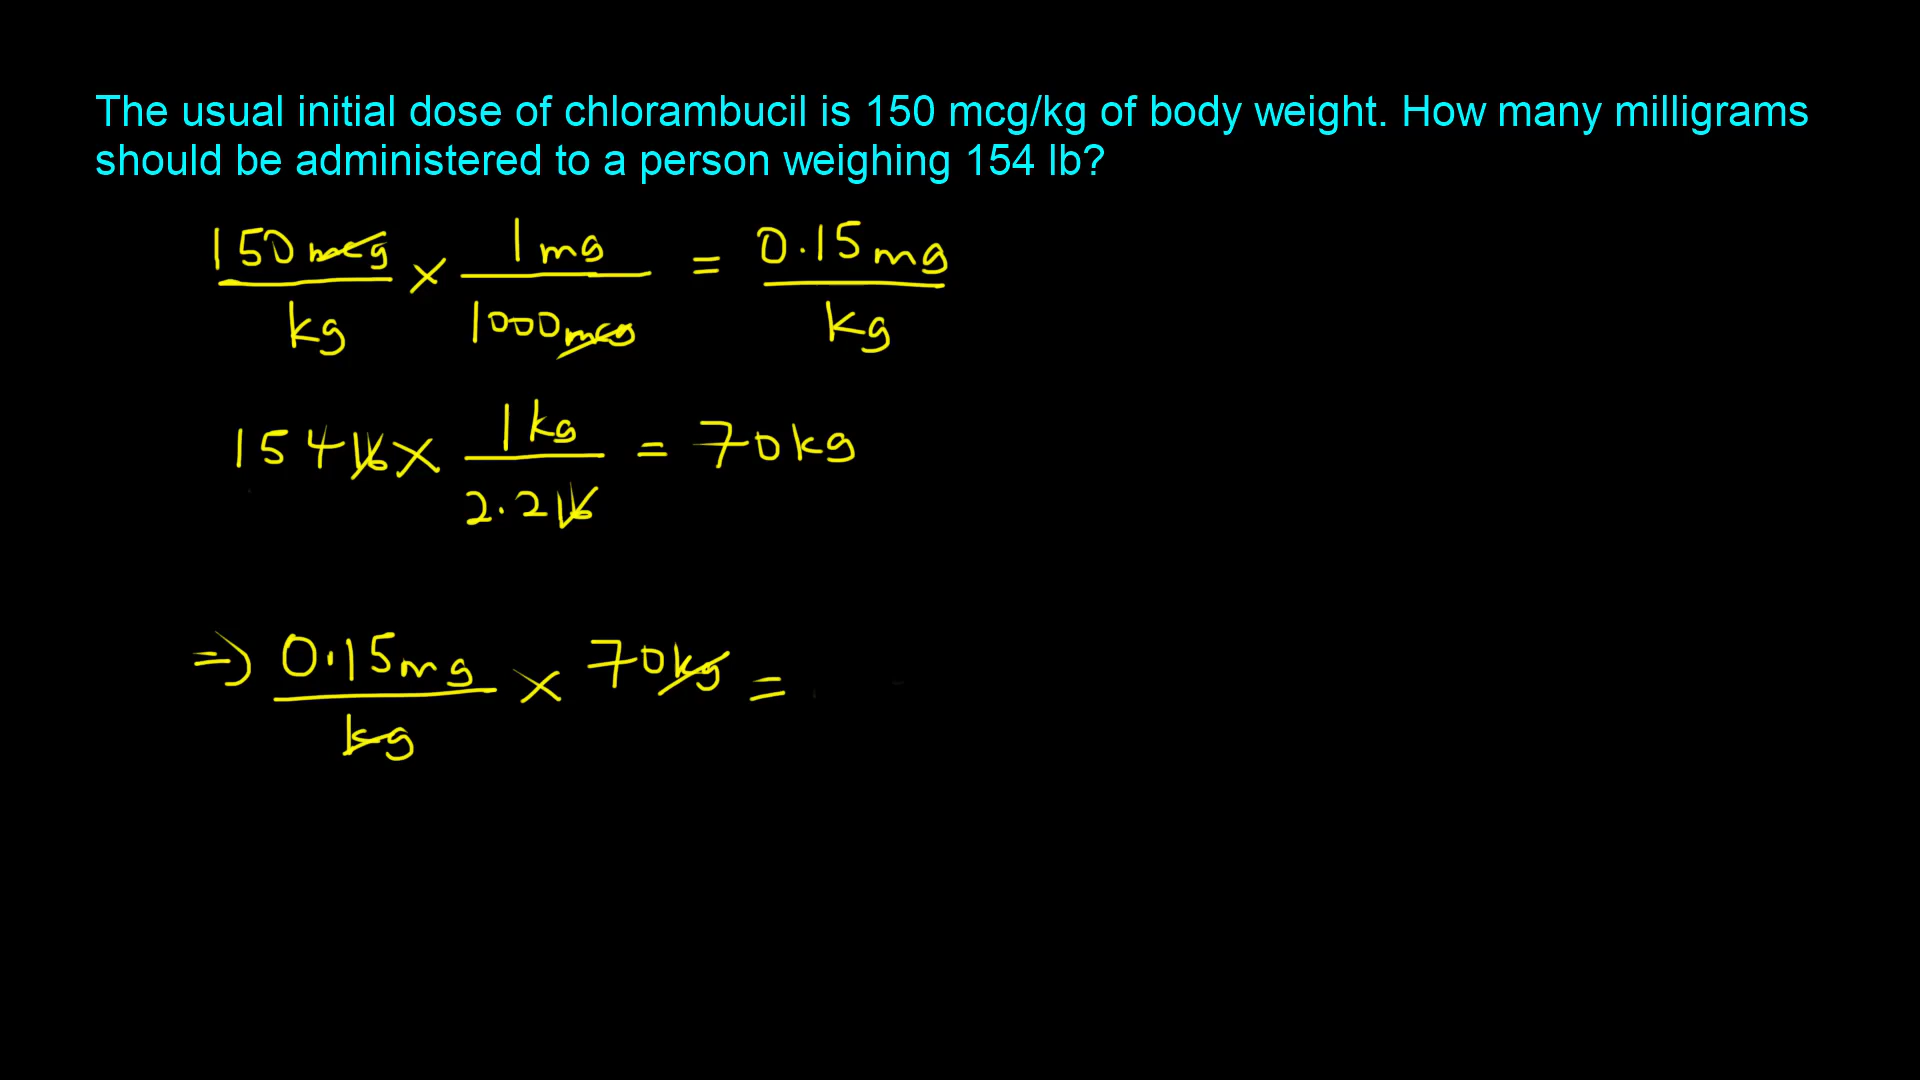 The usual initial dose of chlorambucil is 150 mcg/kg of body weight. How many milligrams
should be administered to a person weighing 154 lb?
150 mcg / kg × 1 mg / 1000 mcg = 0.15 mg / kg
154 lb × 1 kg / 2.2 lb = 70 kg
⇒ 0.15 mg / kg × 70 kg =